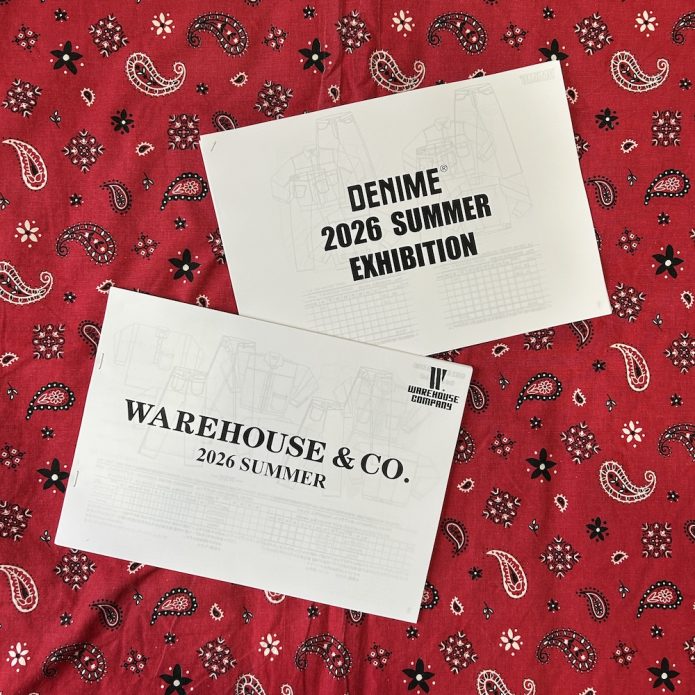 DENIME®
2026 SUMMER
EXHIBITION
W.
WAREHOUSE
COMPANY
WAREHOUSE & CO.
2026 SUMMER